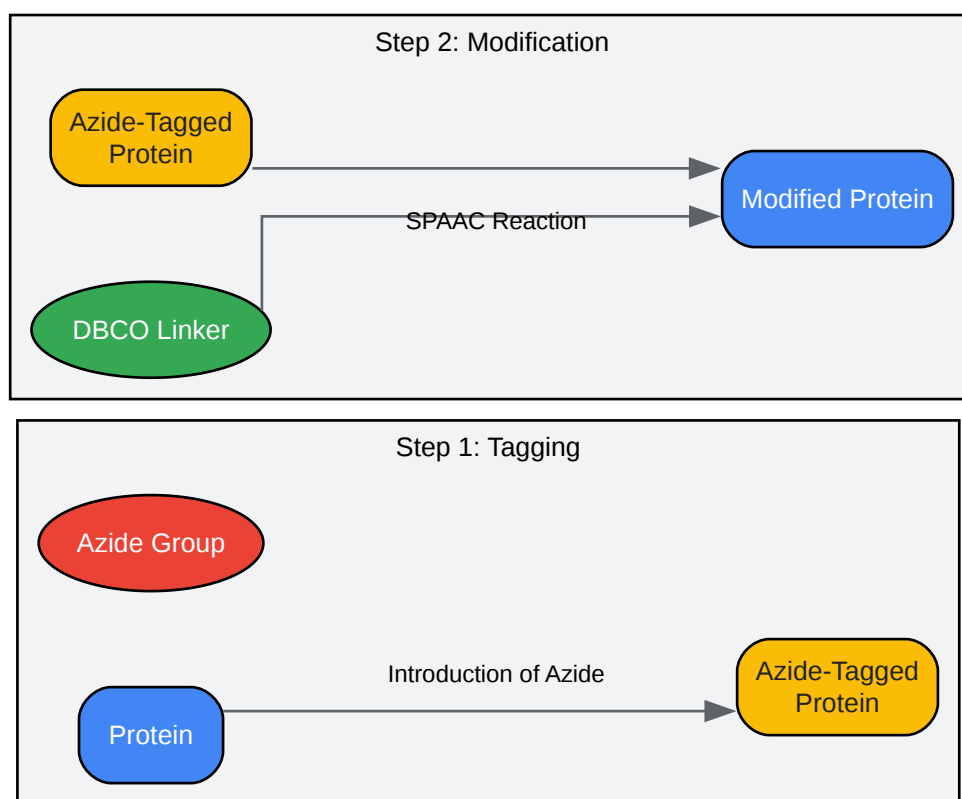 Step 2: Modification
Azide-Tagged
Protein
Modified Protein
SPAAC Reaction
DBCO Linker
Step 1: Tagging
Azide Group
Introduction of Azide
Azide-Tagged
Protein
Protein